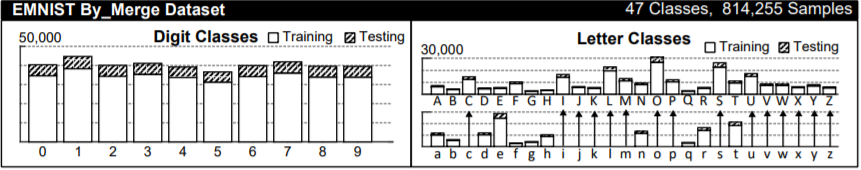 EMNIST By_Merge Dataset 47 Classes, 814,255 Samples
50,000 Digit Classes Training Testing
0 1 2 3 4 5 6 7 8 9
Letter Classes
30,000 Training Testing
A B C D E F G H I J K L M N O P Q R S T U V W X Y Z
a b c d e f g h i j k l m n o p q r s t u v w x y z